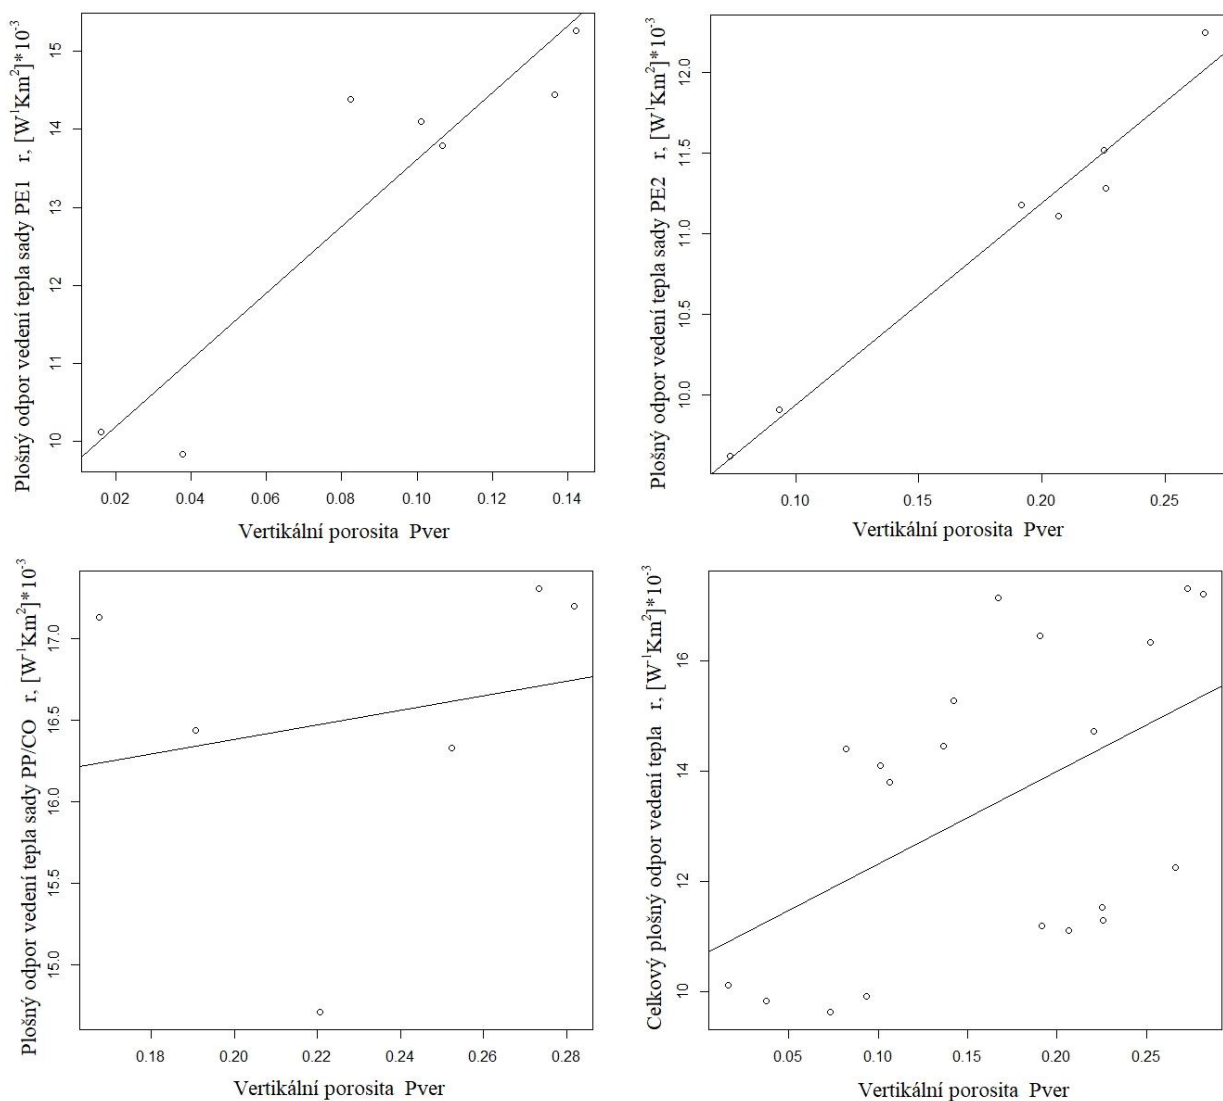 Plošný odpor vedení tepla sady PE1 r, [W¹Km²]*10⁻³
15
14
13
12
11
10
0.02 0.04 0.06 0.08 0.10 0.12 0.14
Vertikální porosita Pver
Plošný odpor vedení tepla sady PE2 r, [W¹Km²]*10⁻³
12.0
11.5
11.0
10.5
10.0
0.10 0.15 0.20 0.25
Vertikální porosita Pver
Plošný odpor vedení tepla sady PP/CO r, [W¹Km²]*10⁻³
17.0
16.5
16.0
15.5
15.0
0.18 0.20 0.22 0.24 0.26 0.28
Vertikální porosita Pver
Celkový plošný odpor vedení tepla r, [W¹Km²]*10⁻³
16
14
12
10
0.05 0.10 0.15 0.20 0.25
Vertikální porosita Pver